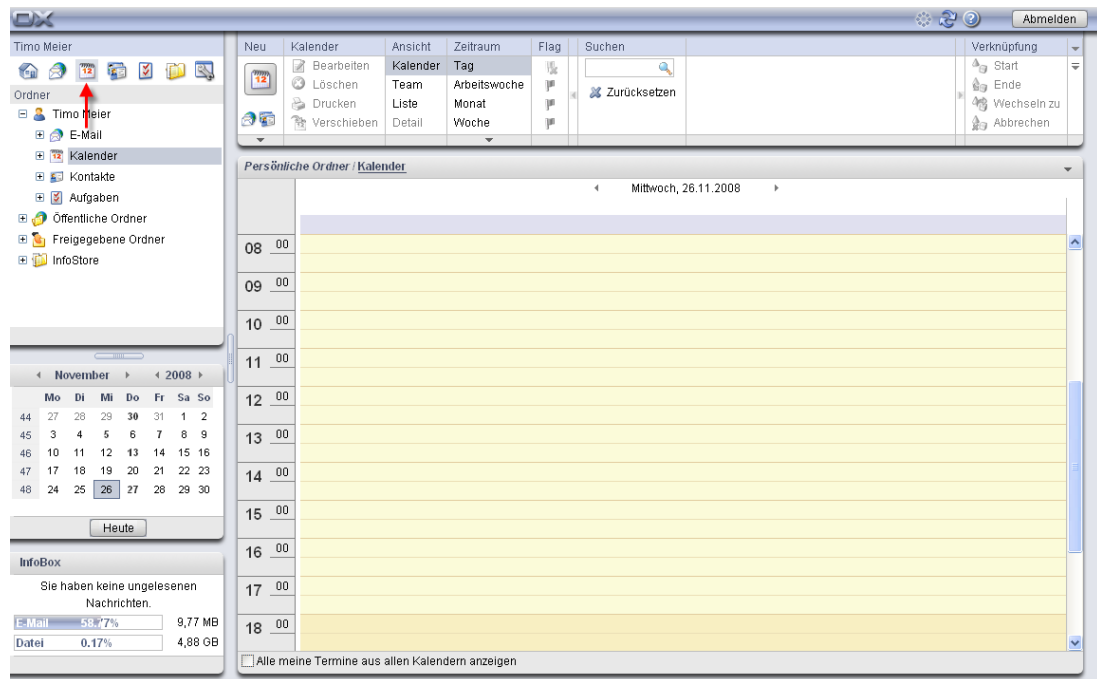 OX
Abmelden
Timo Meier
Ordner
Timo Meier
E-Mail
12 Kalender
Kontakte
Aufgaben
Öffentliche Ordner
Freigegebene Ordner
InfoStore
November 2008
Mo Di Mi Do Fr Sa So
44 27 28 29 30 31 1 2
45 3 4 5 6 7 8 9
46 10 11 12 13 14 15 16
47 17 18 19 20 21 22 23
48 24 25 26 27 28 29 30
Heute
InfoBox
Sie haben keine ungelesenen
Nachrichten.
E-Mail 58.77% 9,77 MB
Datei 0.17% 4,88 GB
Neu Kalender Ansicht Zeitraum Flag Suchen Verknüpfung
12 Bearbeiten Kalender Tag Start
Löschen Team Arbeitswoche Zurücksetzen Ende
Drucken Liste Monat Wechseln zu
Verschieben Detail Woche Abbrechen
Persönliche Ordner / Kalender
Mittwoch, 26.11.2008
08 00
09 00
10 00
11 00
12 00
13 00
14 00
15 00
16 00
17 00
18 00
Alle meine Termine aus allen Kalendern anzeigen